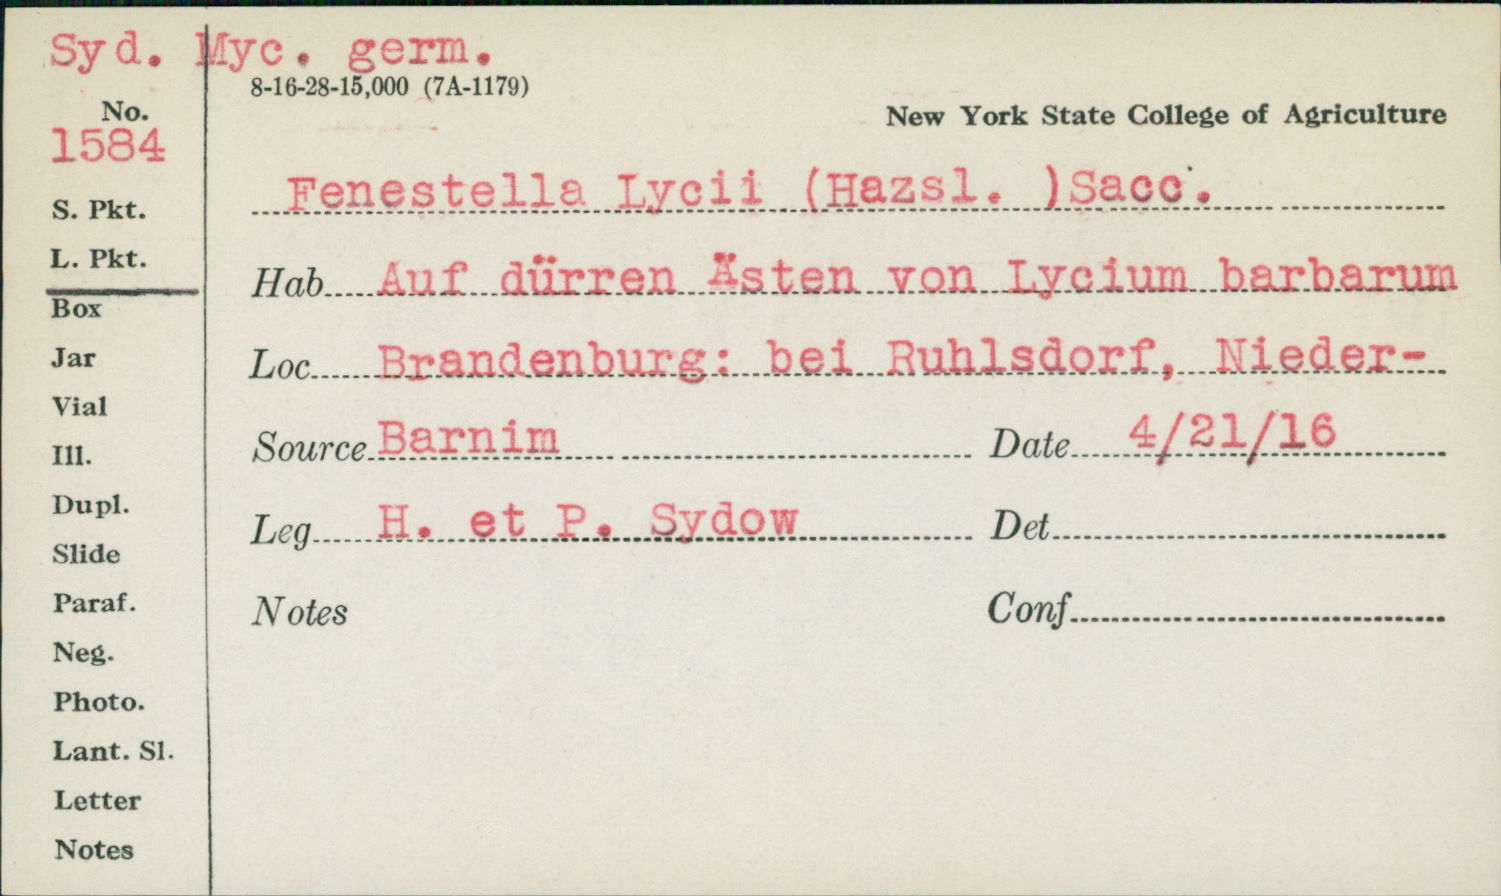 Syd. Myc. germ.
8-16-28-15,000 (7A-1179)
New York State College of Agriculture
No.
1584
S. Pkt.
L. Pkt.
Box
Jar
Vial
Ill.
Dupl.
Slide
Paraf.
Neg.
Photo.
Lant. Sl.
Letter
Notes
Fenestella Lycii (Hazsl. )Sacc.
Hab Auf dürren Ästen von Lycium barbarum
Loc Brandenburg: bei Ruhlsdorf, Nieder-
Source Barnim Date 4/21/16
Leg H. et P. Sydow Det
Notes Conf